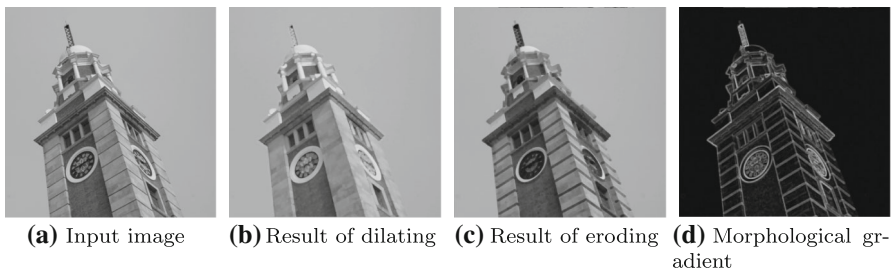 (a) Input image
(b) Result of dilating
(c) Result of eroding
(d) Morphological gr-
adient